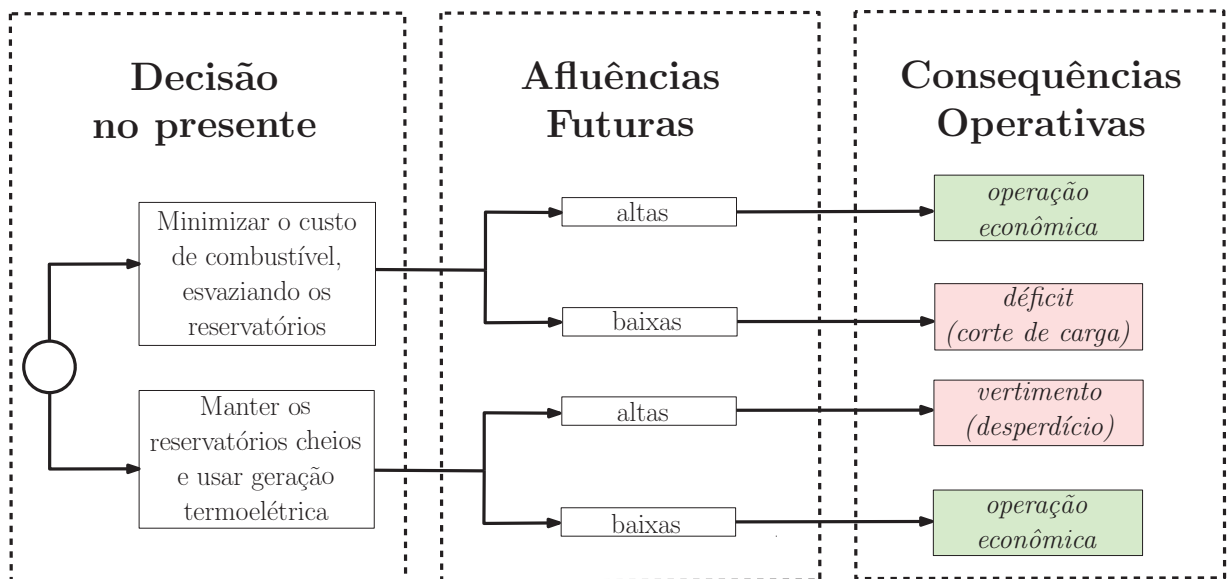 Decisão
no presente
Afluências
Futuras
Consequências
Operativas
Minimizar o custo
de combustível,
esvaziando os
reservatórios
altas
operação
econômica
baixas
déficit
(corte de carga)
Manter os
reservatórios cheios
e usar geração
termoelétrica
altas
vertimento
(desperdício)
baixas
operação
econômica